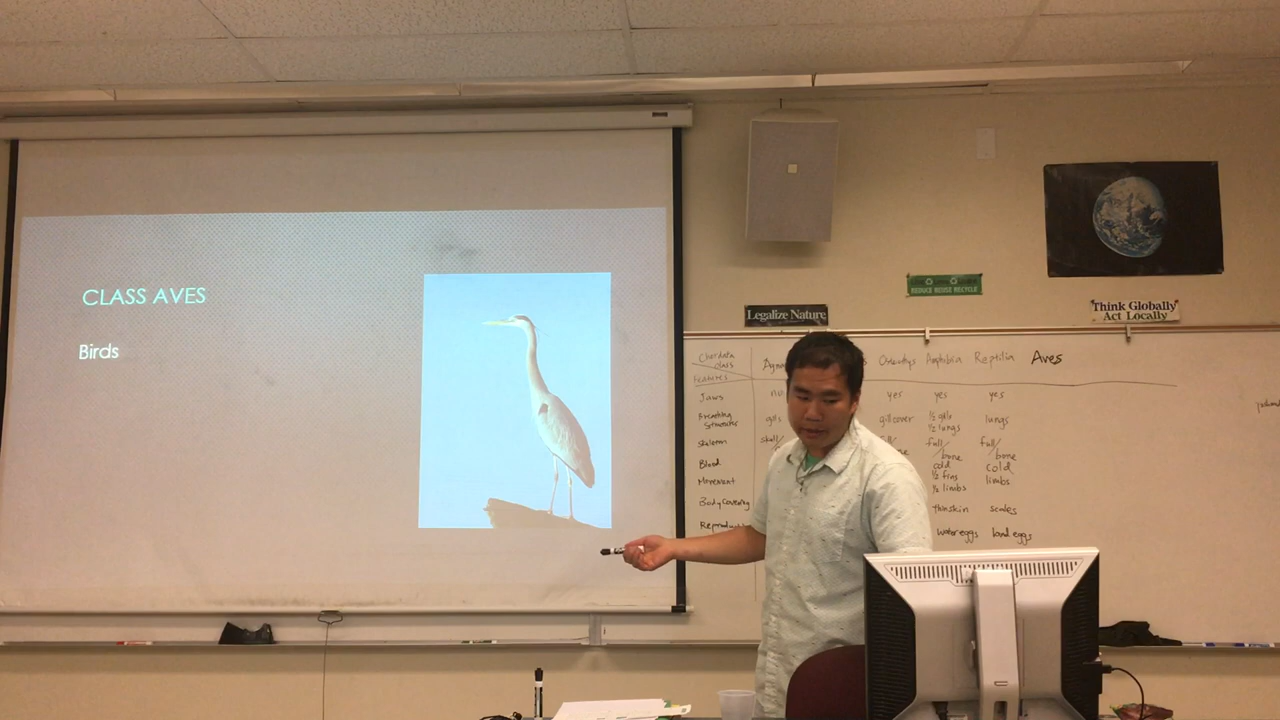 CLASS AVES
Birds
REDUCE REUSE RECYCLE
Legalize Nature
Think Globally
Act Locally
Chordata class Agna Amphibia Reptilia Aves
Features
Jaws no yes yes yes
Breathing gills gill cover 1/2 gills lungs
1/2 lungs
Skeleton full/ full/
bone bone
Blood cold cold
Movement 1/2 fins limbs
1/2 limbs
Body Covering thin skin scales
water eggs land eggs